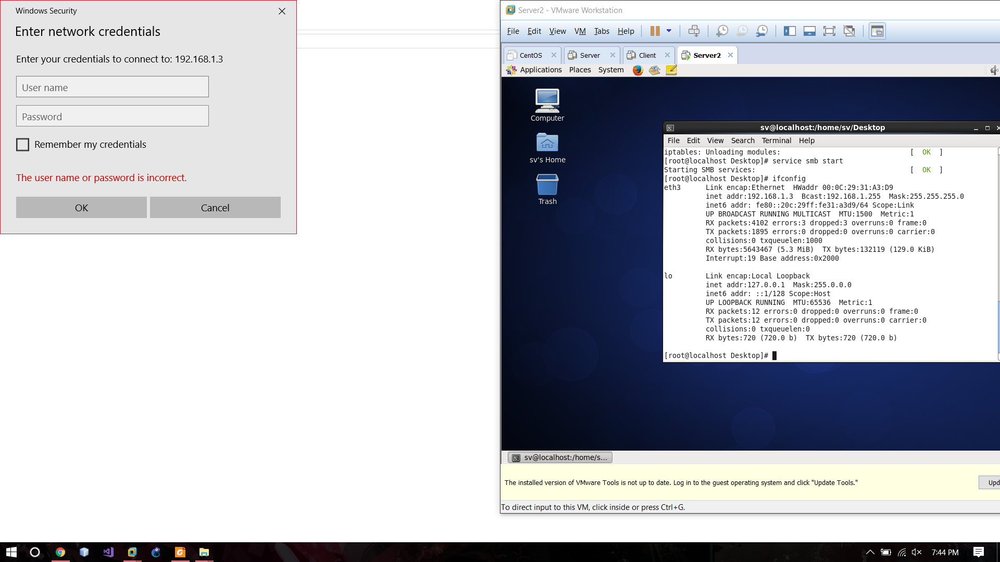 Windows Security
Enter network credentials
Enter your credentials to connect to: 192.168.1.3
User name
Password
Remember my credentials
The user name or password is incorrect.
OK
Cancel
Server2 - VMware Workstation
File Edit View VM Tabs Help
CentOS
Server
Client
Server2
Applications Places System
Computer
sv's Home
Trash
sv@localhost:/home/sv/Desktop
File Edit View Search Terminal Help
iptables: Unloading modules: [ OK ]
[root@localhost Desktop]# service smb start
Starting SMB services: [ OK ]
[root@localhost Desktop]# ifconfig
eth3 Link encap:Ethernet HWaddr 00:0C:29:31:A3:D9
inet addr:192.168.1.3 Bcast:192.168.1.255 Mask:255.255.255.0
inet6 addr: fe80::20c:29ff:fe31:a3d9/64 Scope:Link
UP BROADCAST RUNNING MULTICAST MTU:1500 Metric:1
RX packets:4102 errors:3 dropped:3 overruns:0 frame:0
TX packets:1895 errors:0 dropped:0 overruns:0 carrier:0
collisions:0 txqueuelen:1000
RX bytes:5643467 (5.3 MiB) TX bytes:132119 (129.0 KiB)
Interrupt:19 Base address:0x2000
lo Link encap:Local Loopback
inet addr:127.0.0.1 Mask:255.0.0.0
inet6 addr: ::1/128 Scope:Host
UP LOOPBACK RUNNING MTU:65536 Metric:1
RX packets:12 errors:0 dropped:0 overruns:0 frame:0
TX packets:12 errors:0 dropped:0 overruns:0 carrier:0
collisions:0 txqueuelen:0
RX bytes:720 (720.0 b) TX bytes:720 (720.0 b)
[root@localhost Desktop]#
sv@localhost:/home/s...
The installed version of VMware Tools is not up to date. Log in to the guest operating system and click "Update Tools."
Upd
To direct input to this VM, click inside or press Ctrl+G.
7:44 PM